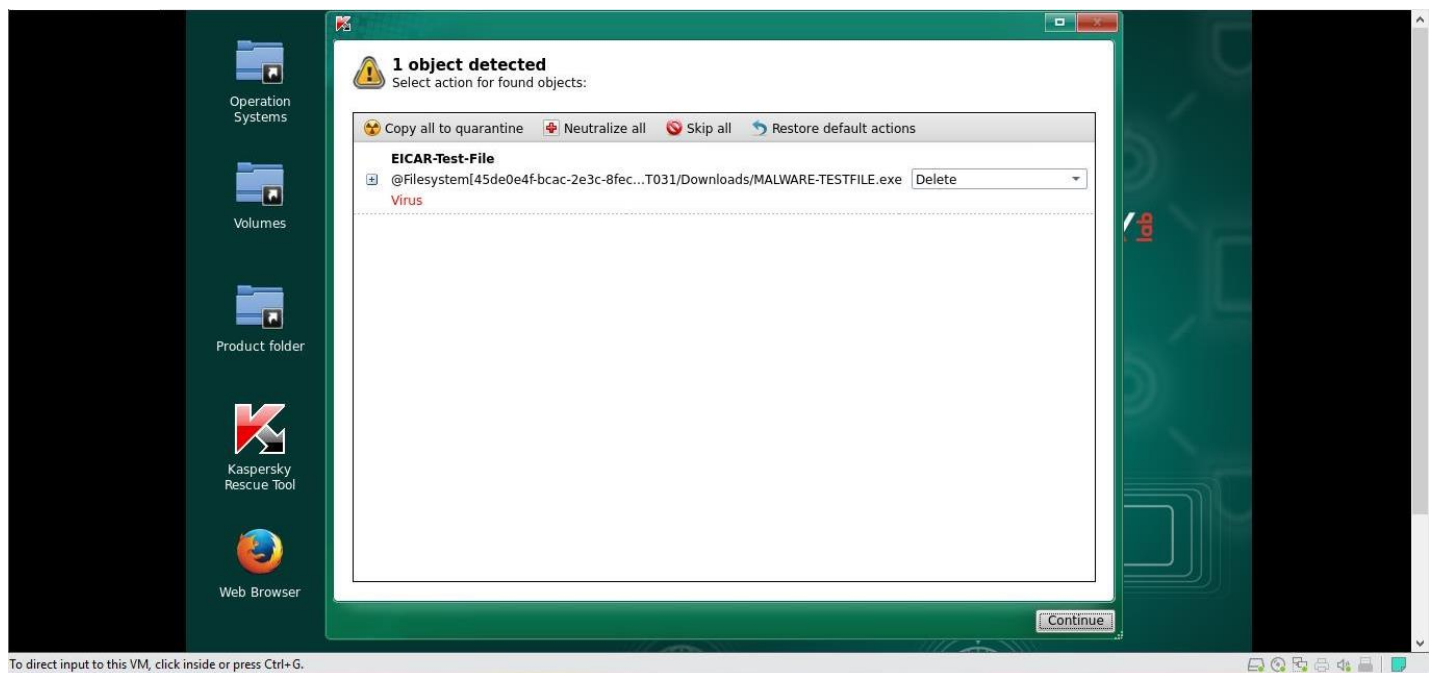 1 object detected
Select action for found objects:
Copy all to quarantine Neutralize all Skip all Restore default actions
EICAR-Test-File
@Filesystem[45de0e4f-bcac-2e3c-8fec...T031/Downloads/MALWARE-TESTFILE.exe Delete
Virus
Continue
Operation
Systems
Volumes
Product folder
Kaspersky
Rescue Tool
Web Browser
lab
To direct input to this VM, click inside or press Ctrl+G.